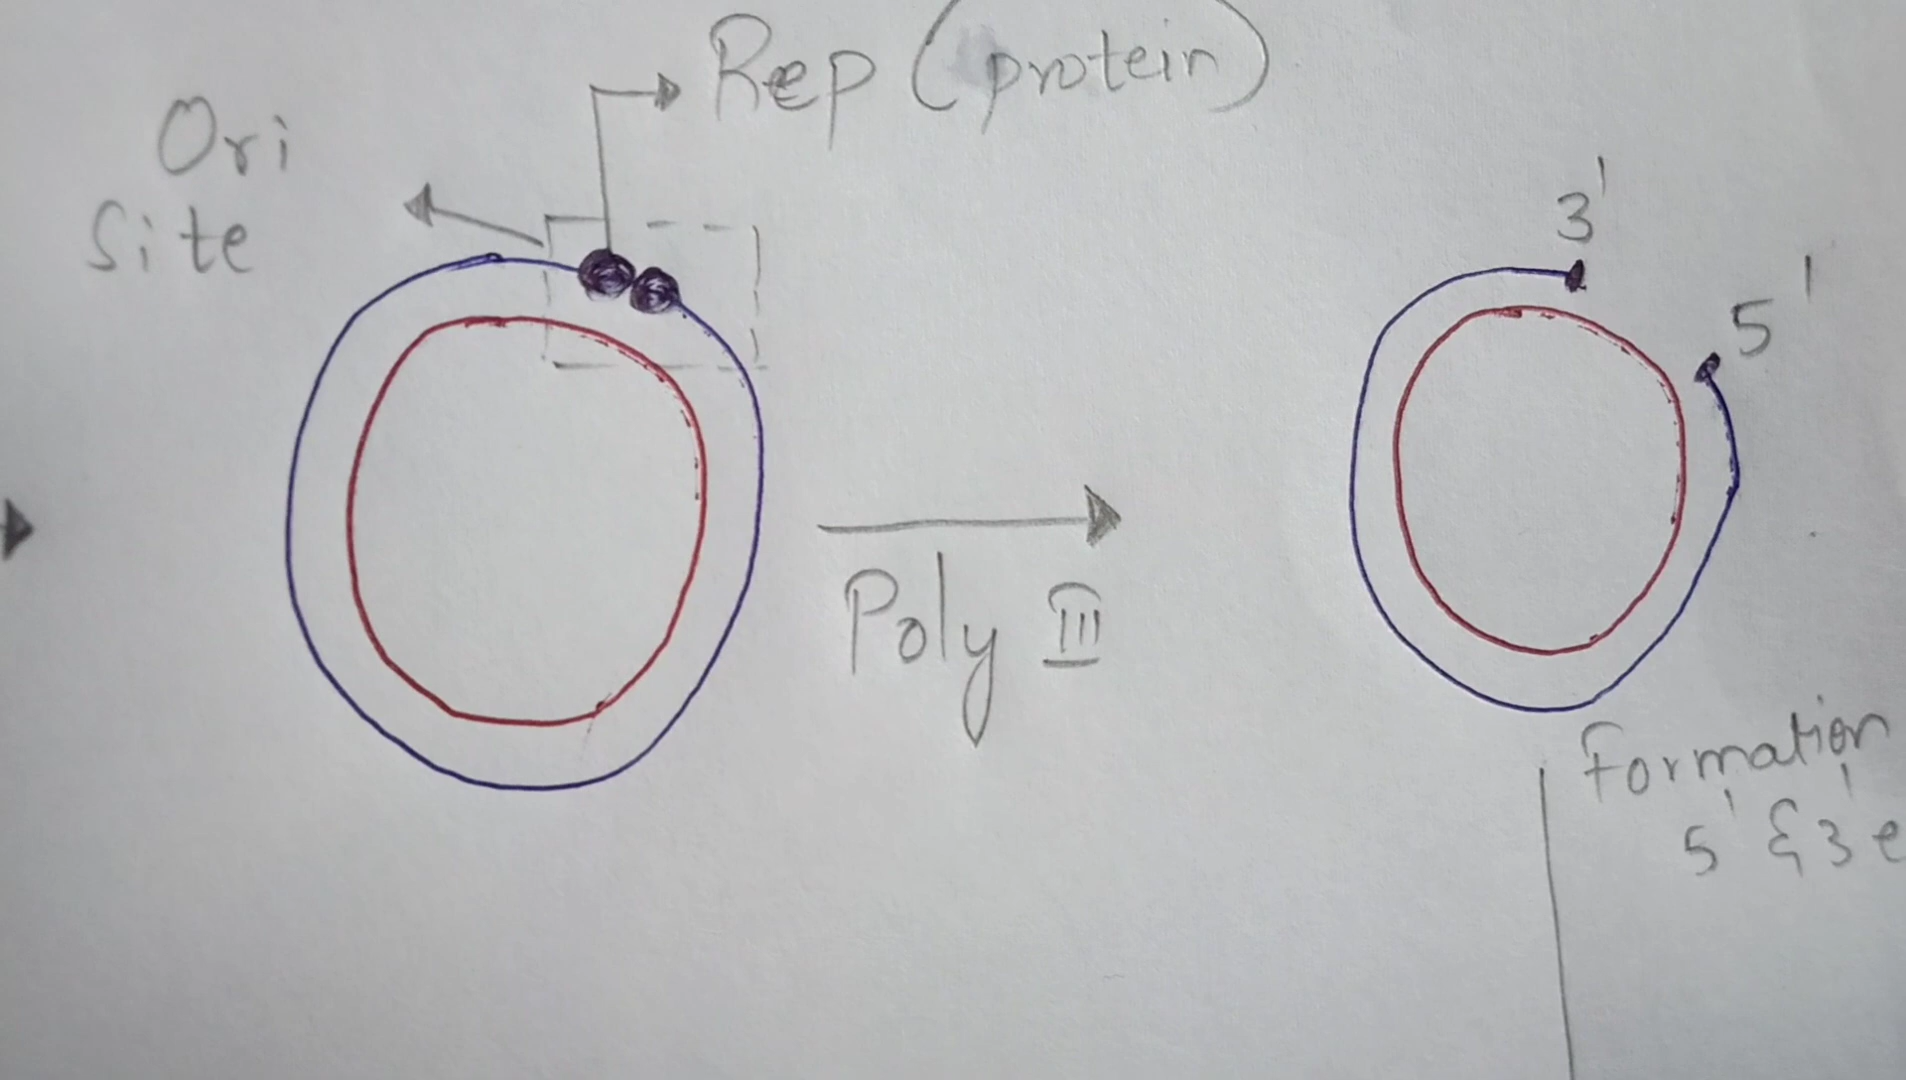 Rep (protein)
Ori
Site
3'
5'
Poly III
Formation
5' & 3'